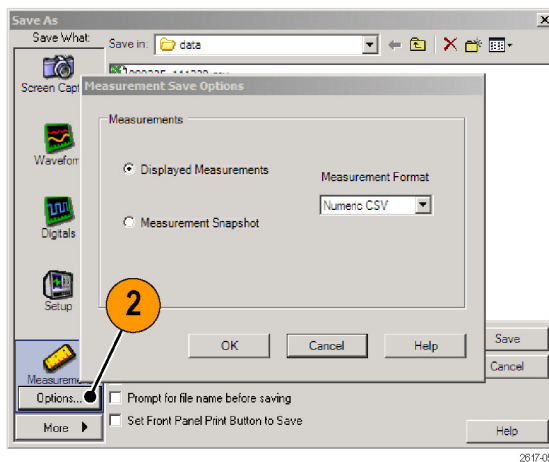 Save As
Save What:
Save in: data
Screen Capt
Measurement Save Options
Measurements
Displayed Measurements
Measurement Format
Numeric CSV
Measurement Snapshot
Waveform
Digitals
Setup
2
OK Cancel Help
Save
Cancel
Measureme
Options...
Prompt for file name before saving
Set Front Panel Print Button to Save
More
Help